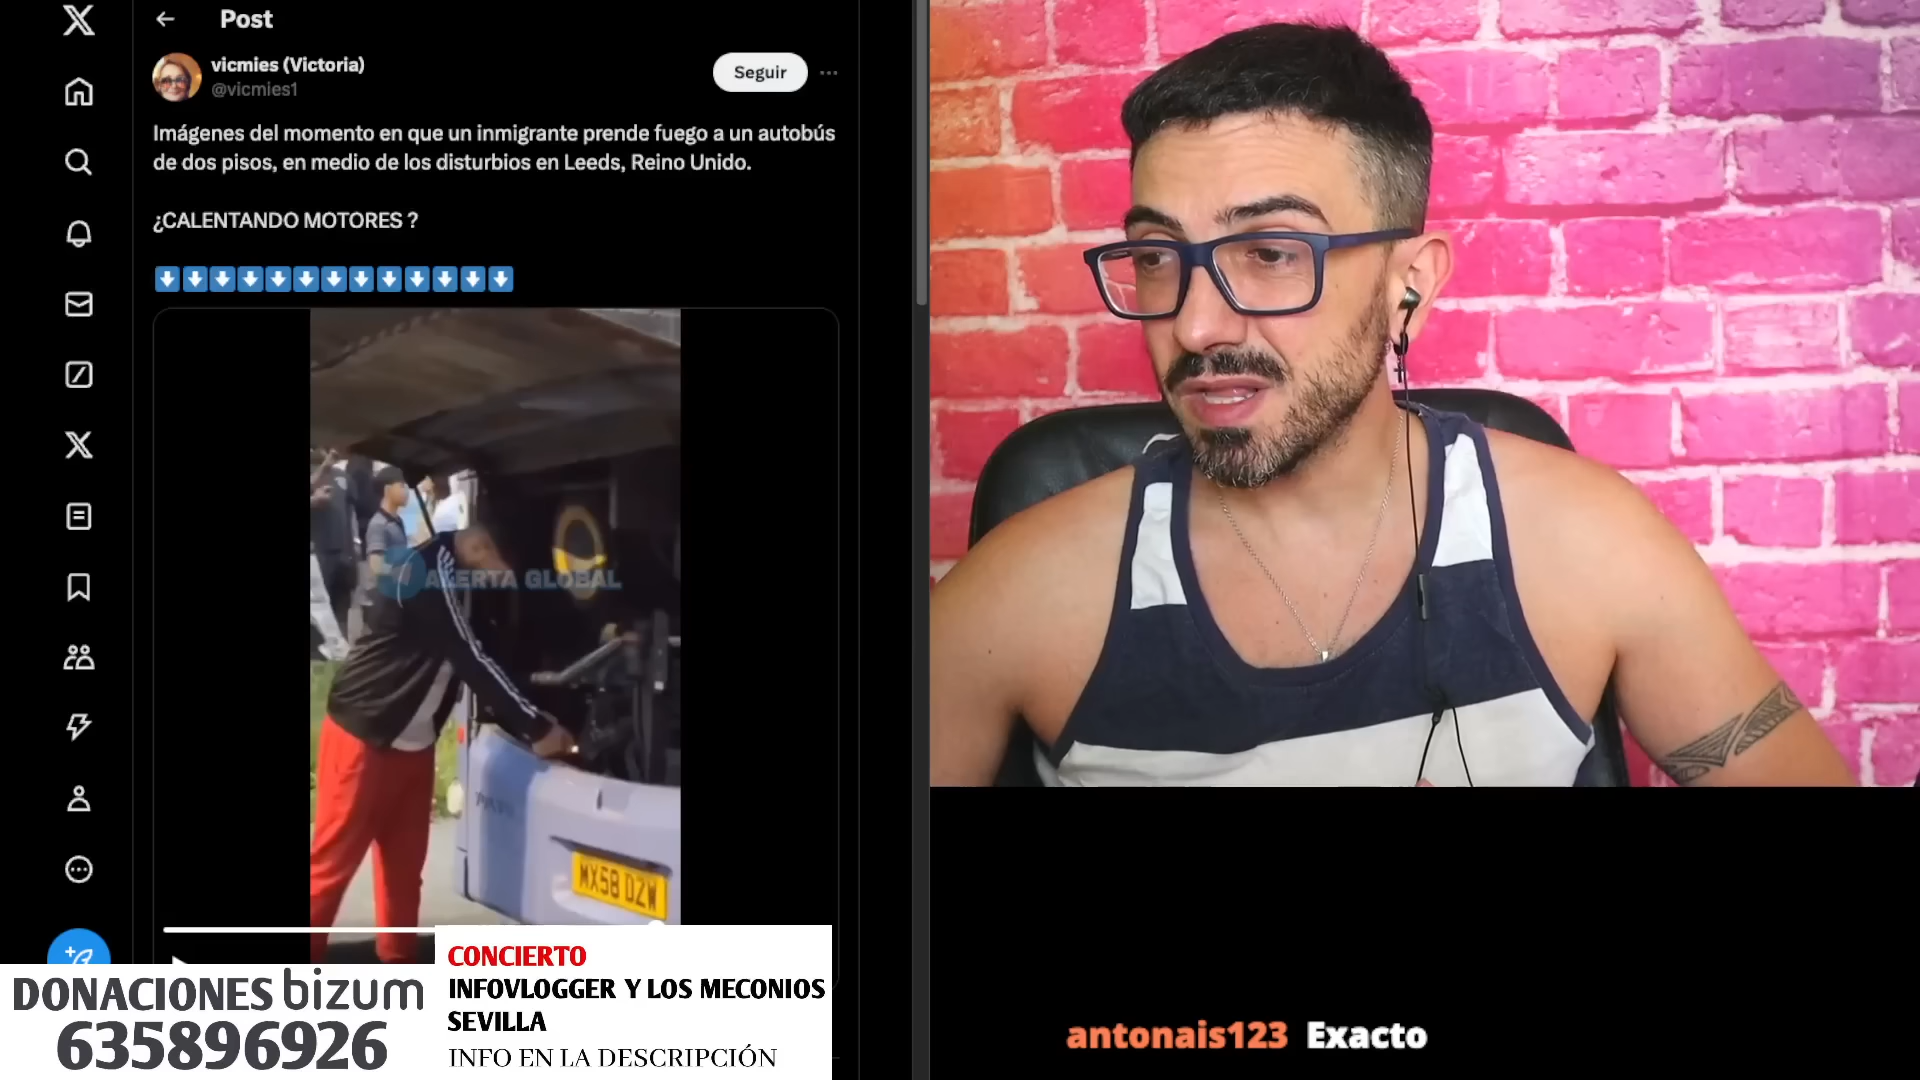 Post
vicmies (Victoria)
@vicmies1
Seguir
Imágenes del momento en que un inmigrante prende fuego a un autobús
de dos pisos, en medio de los disturbios en Leeds, Reino Unido.
¿CALENTANDO MOTORES ?
ALERTA GLOBAL
MX58 DZW
DONACIONES bizum
635896926
CONCIERTO
INFOVLOGGER Y LOS MECONIOS
SEVILLA
INFO EN LA DESCRIPCIÓN
antonais123 Exacto